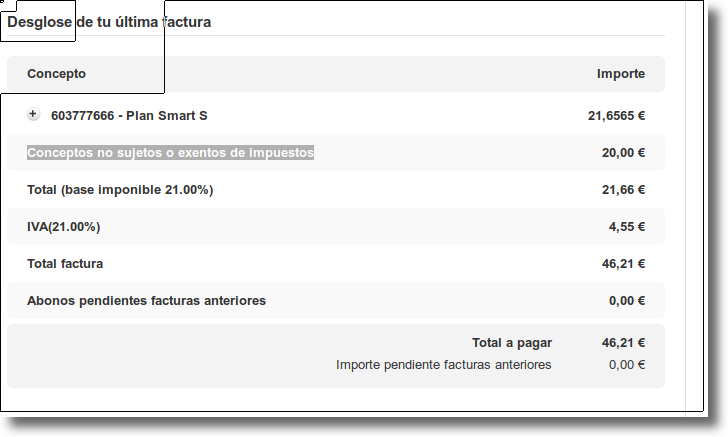 Desglose de tu última factura
Concepto Importe
+ 603777666 - Plan Smart S 21,6565 €
Conceptos no sujetos o exentos de Impuestos 20,00 €
Total (base imponible 21.00%) 21,66 €
IVA(21.00%) 4,55 €
Total factura 46,21 €
Abonos pendientes facturas anteriores 0,00 €
Total a pagar 46,21 €
Importe pendiente facturas anteriores 0,00 €